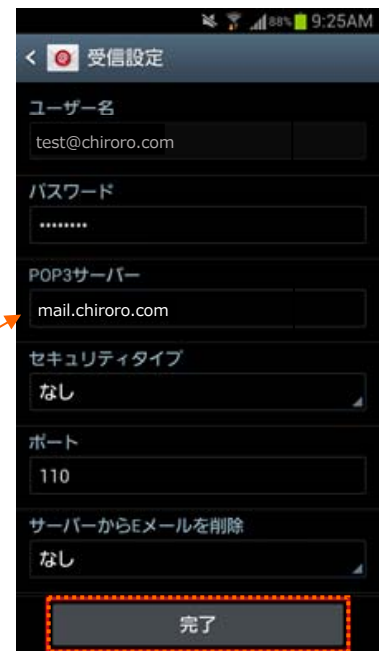 88% 9:25AM
< 受信設定
ユーザー名
test@chiroro.com
パスワード
••••••••
POP3サーバー
mail.chiroro.com
セキュリティタイプ
なし
ポート
110
サーバーからEメールを削除
なし
完了